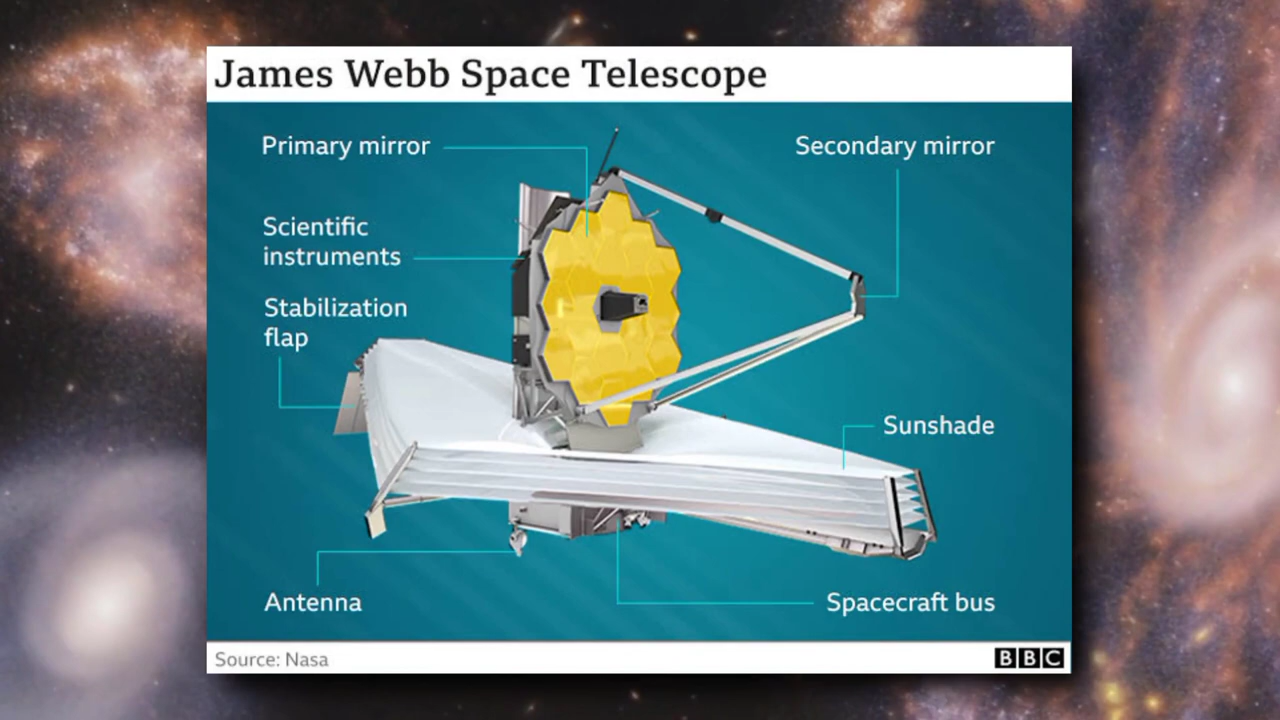 James Webb Space Telescope
Primary mirror
Secondary mirror
Scientific
instruments
Stabilization
flap
Sunshade
Antenna
Spacecraft bus
Source: Nasa
BBC